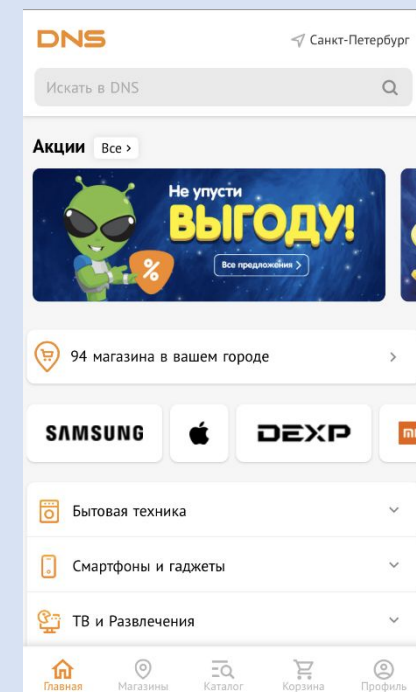 DNS
Санкт-Петербург
Искать в DNS
Акции Все >
Не упусти
ВЫГОДУ!
Все предложения >
%
94 магазина в вашем городе
SAMSUNG
DEXP
Бытовая техника
Смартфоны и гаджеты
ТВ и Развлечения
Главная Магазины Каталог Корзина Профиль